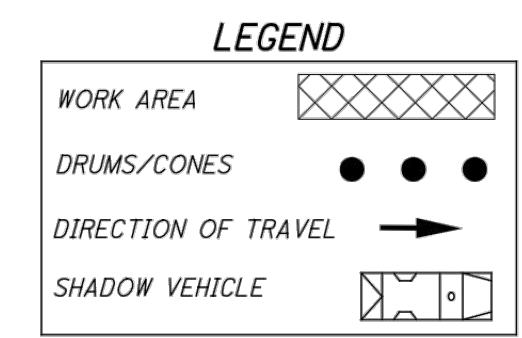 LEGEND
WORK AREA
DRUMS/CONES
DIRECTION OF TRAVEL
SHADOW VEHICLE